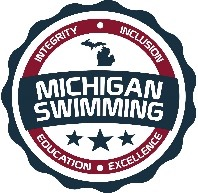 INTEGRITY • INCLUSION
MICHIGAN
SWIMMING
EDUCATION • EXCELLENCE